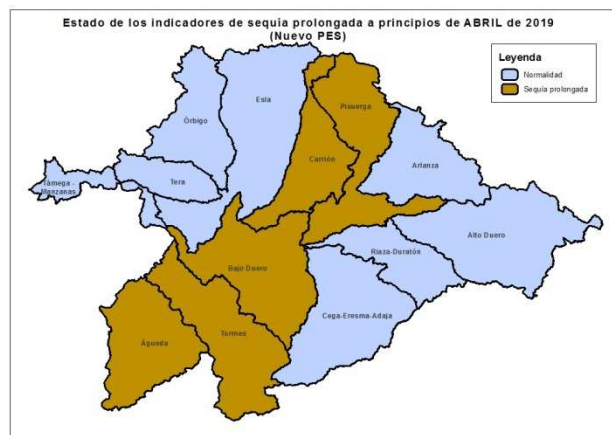 Estado de los indicadores de sequía prolongada a principios de ABRIL de 2019
(Nuevo PES)
Leyenda
Normalidad
Sequía prolongada
Pisuerga
Esla
Órbigo
Carrión
Arlanza
Tera
Támega -
Manzanas
Alto Duero
Riaza-Duratón
Bajo Duero
Cega-Eresma-Adaja
Tormes
Águeda